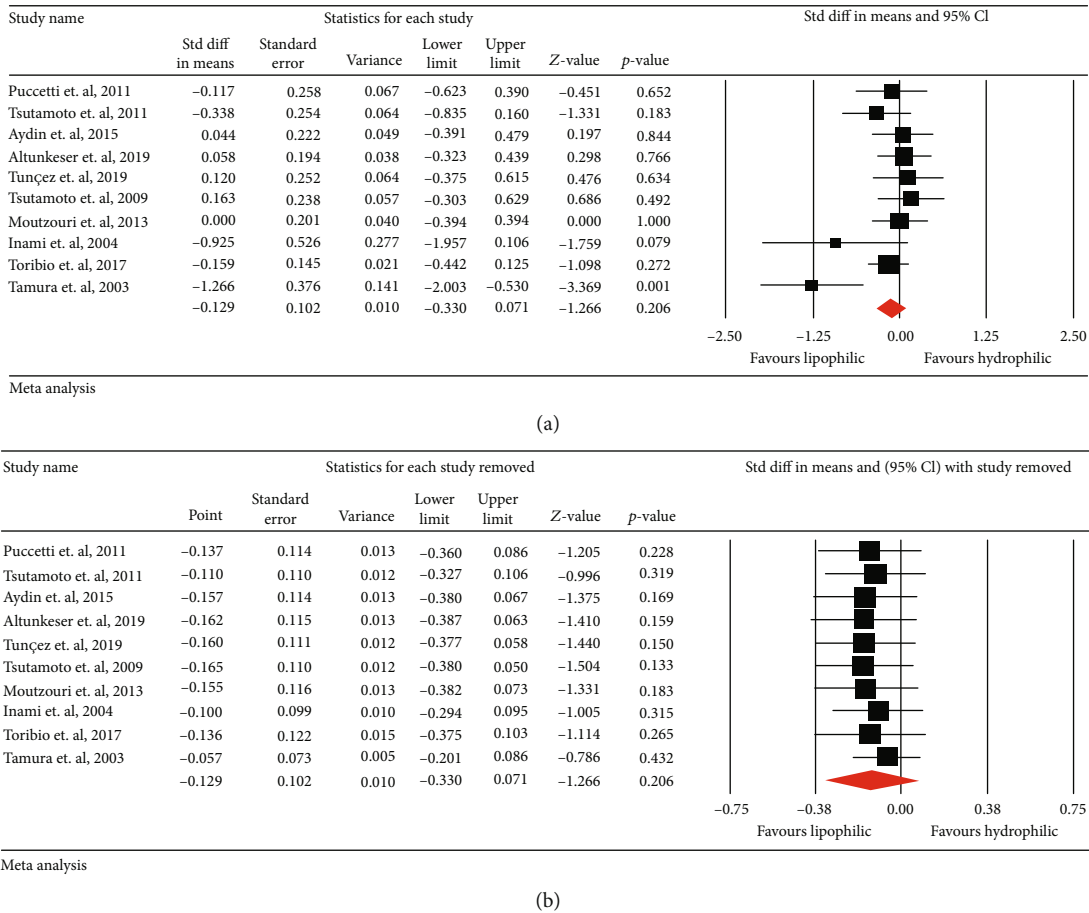 Study name Statistics for each study Std diff in means and 95% Cl
Std diff in means Standard error Variance Lower limit Upper limit Z-value p-value
Puccetti et. al, 2011 –0.117 0.258 0.067 –0.623 0.390 –0.451 0.652
Tsutamoto et. al, 2011 –0.338 0.254 0.064 –0.835 0.160 –1.331 0.183
Aydin et. al, 2015 0.044 0.222 0.049 –0.391 0.479 0.197 0.844
Altunkeser et. al, 2019 0.058 0.194 0.038 –0.323 0.439 0.298 0.766
Tunçez et. al, 2019 0.120 0.252 0.064 –0.375 0.615 0.476 0.634
Tsutamoto et. al, 2009 0.163 0.238 0.057 –0.303 0.629 0.686 0.492
Moutzouri et. al, 2013 0.000 0.201 0.040 –0.394 0.394 0.000 1.000
Inami et. al, 2004 –0.925 0.526 0.277 –1.957 0.106 –1.759 0.079
Toribio et. al, 2017 –0.159 0.145 0.021 –0.442 0.125 –1.098 0.272
Tamura et. al, 2003 –1.266 0.376 0.141 –2.003 –0.530 –3.369 0.001
–0.129 0.102 0.010 –0.330 0.071 –1.266 0.206
–2.50 –1.25 0.00 1.25 2.50
Favours lipophilic Favours hydrophilic
Meta analysis
(a)
Study name Statistics for each study removed Std diff in means and (95% Cl) with study removed
Point Standard error Variance Lower limit Upper limit Z-value p-value
Puccetti et. al, 2011 –0.137 0.114 0.013 –0.360 0.086 –1.205 0.228
Tsutamoto et. al, 2011 –0.110 0.110 0.012 –0.327 0.106 –0.996 0.319
Aydin et. al, 2015 –0.157 0.114 0.013 –0.380 0.067 –1.375 0.169
Altunkeser et. al, 2019 –0.162 0.115 0.013 –0.387 0.063 –1.410 0.159
Tunçez et. al, 2019 –0.160 0.111 0.012 –0.377 0.058 –1.440 0.150
Tsutamoto et. al, 2009 –0.165 0.110 0.012 –0.380 0.050 –1.504 0.133
Moutzouri et. al, 2013 –0.155 0.116 0.013 –0.382 0.073 –1.331 0.183
Inami et. al, 2004 –0.100 0.099 0.010 –0.294 0.095 –1.005 0.315
Toribio et. al, 2017 –0.136 0.122 0.015 –0.375 0.103 –1.114 0.265
Tamura et. al, 2003 –0.057 0.073 0.005 –0.201 0.086 –0.786 0.432
–0.129 0.102 0.010 –0.330 0.071 –1.266 0.206
–0.75 –0.38 0.00 0.38 0.75
Favours lipophilic Favours hydrophilic
Meta analysis
(b)